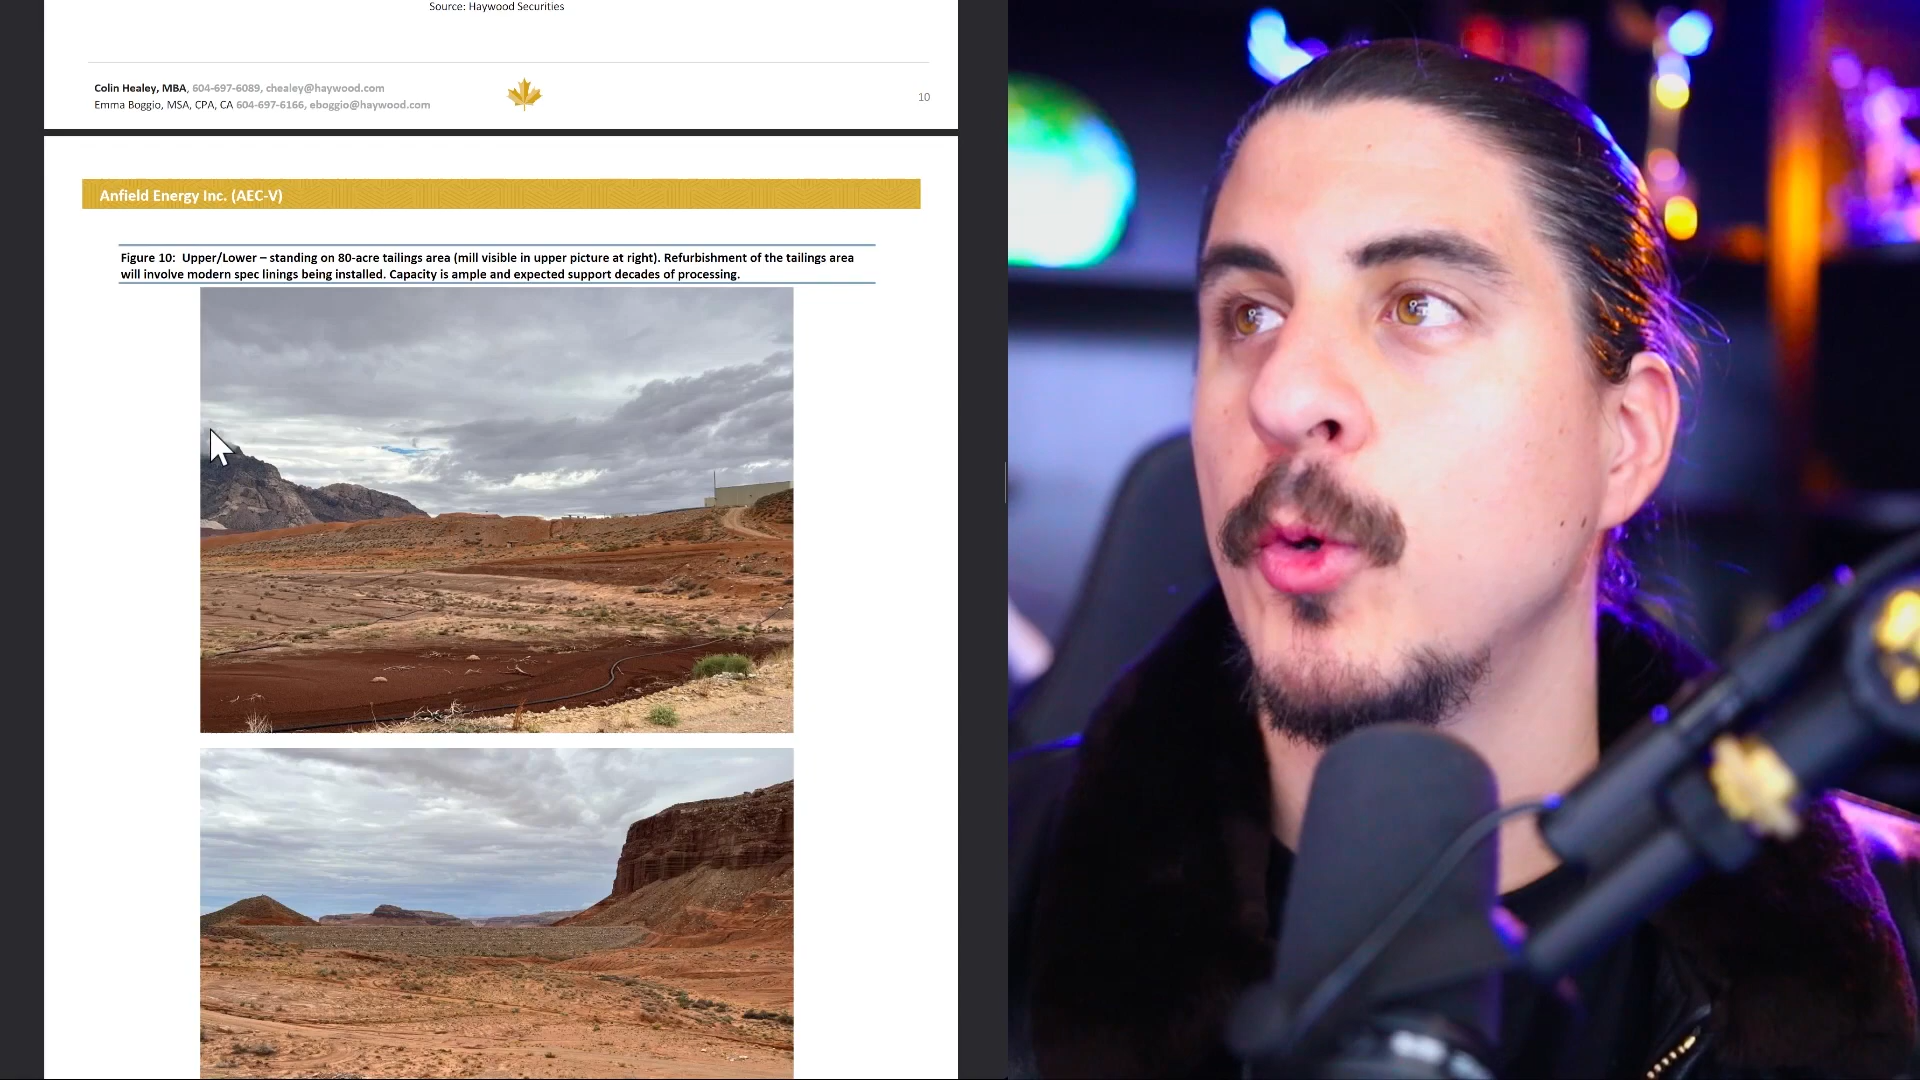 Source: Haywood Securities
Colin Healey, MBA, 604-697-6089, chealey@haywood.com
Emma Boggio, MSA, CPA, CA 604-697-6166, eboggio@haywood.com
10
Anfield Energy Inc. (AEC-V)
Figure 10: Upper/Lower – standing on 80-acre tailings area (mill visible in upper picture at right). Refurbishment of the tailings area
will involve modern spec linings being installed. Capacity is ample and expected support decades of processing.